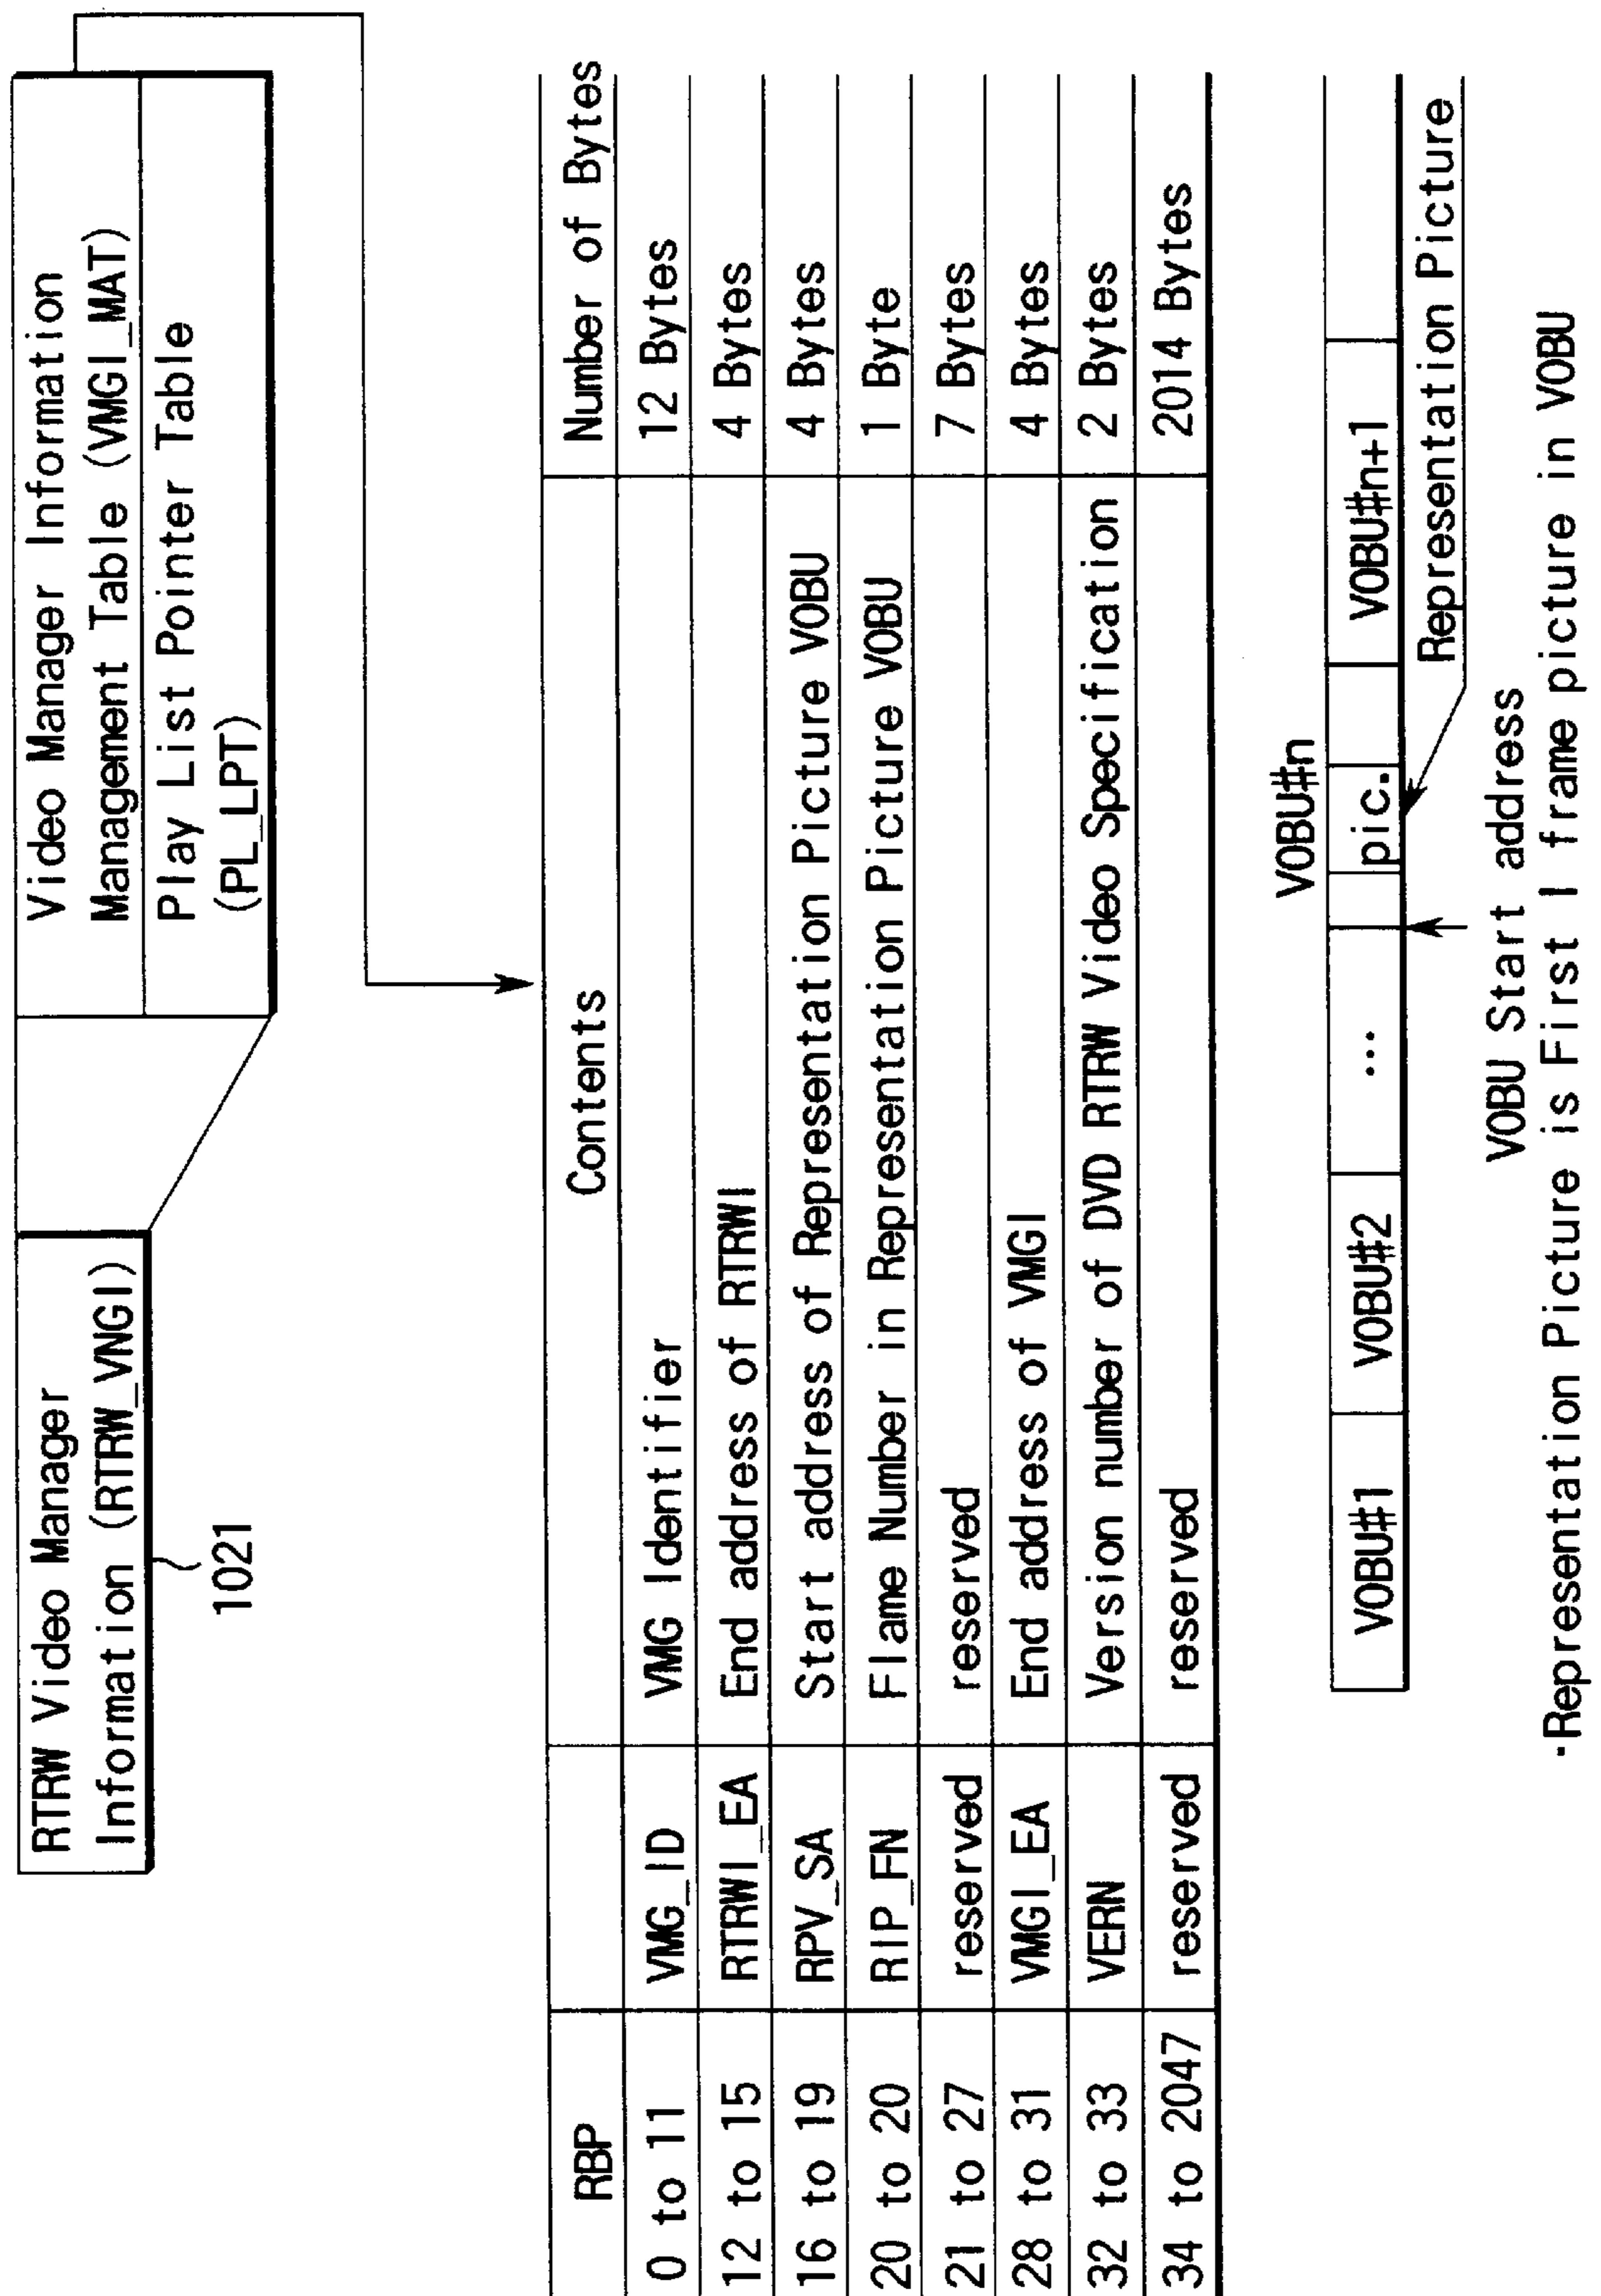 RTRW Video Manager
Information (RTRW_VNGI)
1021
Video Manager Information
Management Table (VMGI_MAT)
Play List Pointer Table
(PL_LPT)
RBP Contents Number of Bytes
0 to 11 VMG_ID VMG Identifier 12 Bytes
12 to 15 RTRWI_EA End address of RTRWI 4 Bytes
16 to 19 RPV_SA Start address of Representation Picture VOBU 4 Bytes
20 to 20 RIP_FN Flame Number in Representation Picture VOBU 1 Byte
21 to 27 reserved reserved 7 Bytes
28 to 31 VMGI_EA End address of VMGI 4 Bytes
32 to 33 VERN Version number of DVD RTRW Video Specification 2 Bytes
34 to 2047 reserved reserved 2014 Bytes
VOBU#n
VOBU#1 VOBU#2 ... pic. VOBU#n+1
Representation Picture
VOBU Start address
·Representation Picture is First I frame picture in VOBU